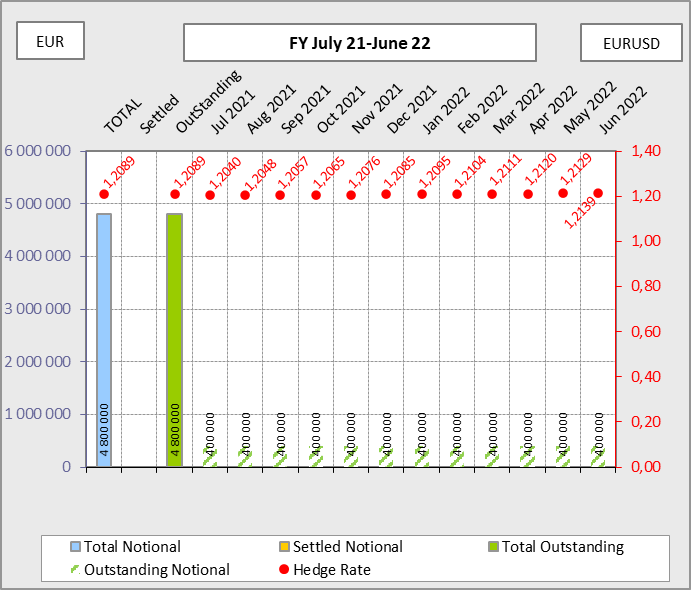 EUR
FY July 21-June 22
EURUSD
TOTAL
Settled
OutStanding
Jul 2021
Aug 2021
Sep 2021
Oct 2021
Nov 2021
Dec 2021
Jan 2022
Feb 2022
Mar 2022
Apr 2022
May 2022
Jun 2022
6 000 000
5 000 000
4 000 000
3 000 000
2 000 000
1 000 000
0
1,2089
1,2089
1,2040
1,2048
1,2057
1,2065
1,2076
1,2085
1,2095
1,2104
1,2111
1,2120
1,2129
1,2139
1,40
1,20
1,00
0,80
0,60
0,40
0,20
0,00
4 800 000
4 800 000
400 000
400 000
400 000
400 000
400 000
400 000
400 000
400 000
400 000
400 000
400 000
400 000
Total Notional
Settled Notional
Total Outstanding
Outstanding Notional
Hedge Rate